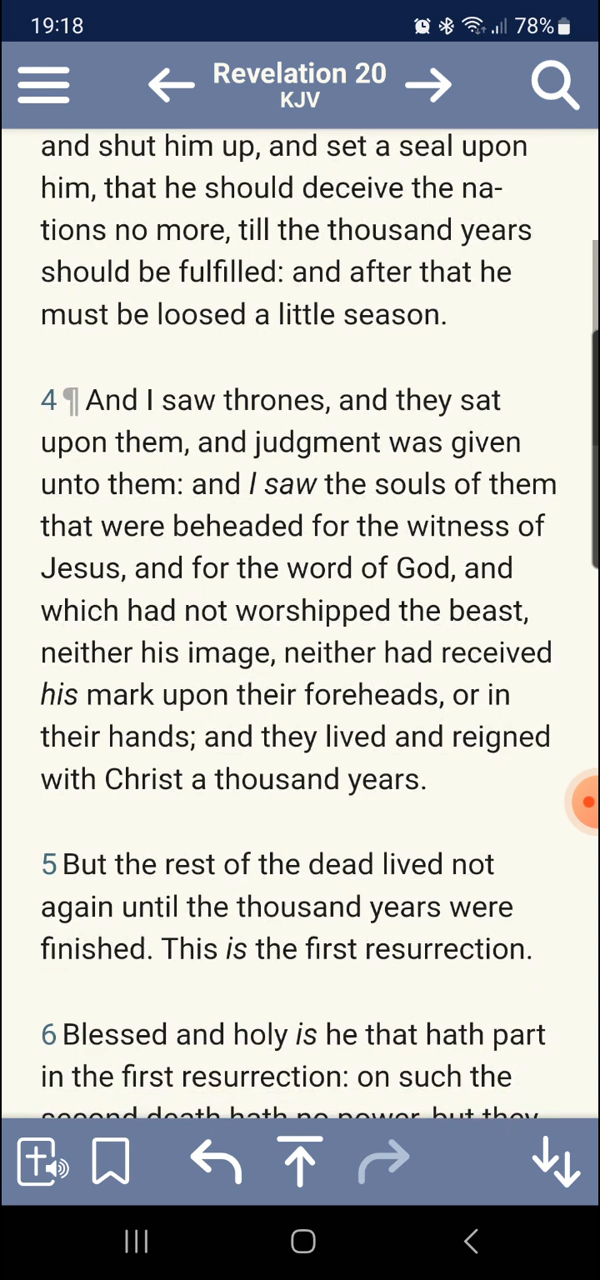 19:18 78%
Revelation 20
KJV
and shut him up, and set a seal upon
him, that he should deceive the na-
tions no more, till the thousand years
should be fulfilled: and after that he
must be loosed a little season.
4 ¶ And I saw thrones, and they sat
upon them, and judgment was given
unto them: and I saw the souls of them
that were beheaded for the witness of
Jesus, and for the word of God, and
which had not worshipped the beast,
neither his image, neither had received
his mark upon their foreheads, or in
their hands; and they lived and reigned
with Christ a thousand years.
5 But the rest of the dead lived not
again until the thousand years were
finished. This is the first resurrection.
6 Blessed and holy is he that hath part
in the first resurrection: on such the
second death hath no power, but they